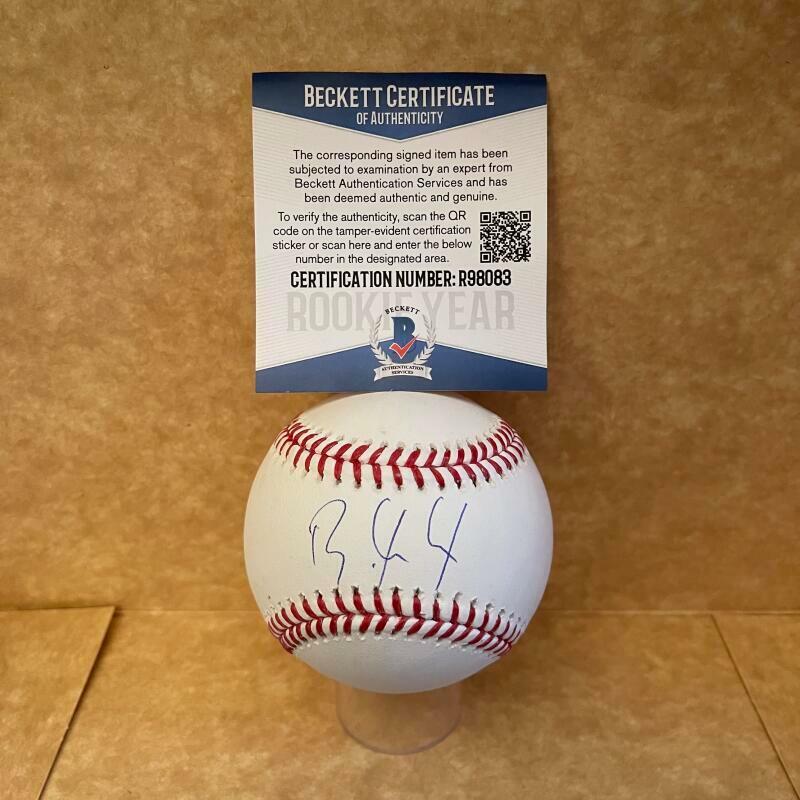 BECKETT CERTIFICATE
OF AUTHENTICITY
The corresponding signed item has been
subjected to examination by an expert from
Beckett Authentication Services and has
been deemed authentic and genuine.
To verify the authenticity, scan the QR
code on the tamper-evident certification
sticker or scan here and enter the below
number in the designated area.
CERTIFICATION NUMBER: R98083
ROOKIE YEAR
BECKETT
B
AUTHENTICATION
SERVICES